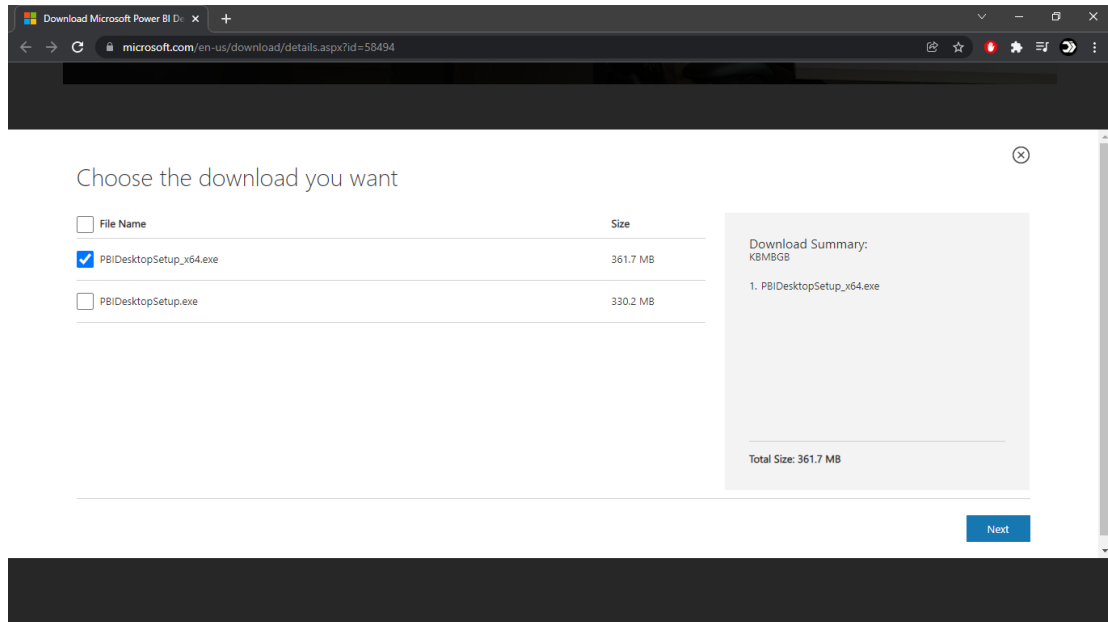 Download Microsoft Power BI De
microsoft.com/en-us/download/details.aspx?id=58494
Choose the download you want
File Name Size
PBIDesktopSetup_x64.exe 361.7 MB
PBIDesktopSetup.exe 330.2 MB
Download Summary:
KBMBGB
1. PBIDesktopSetup_x64.exe
Total Size: 361.7 MB
Next